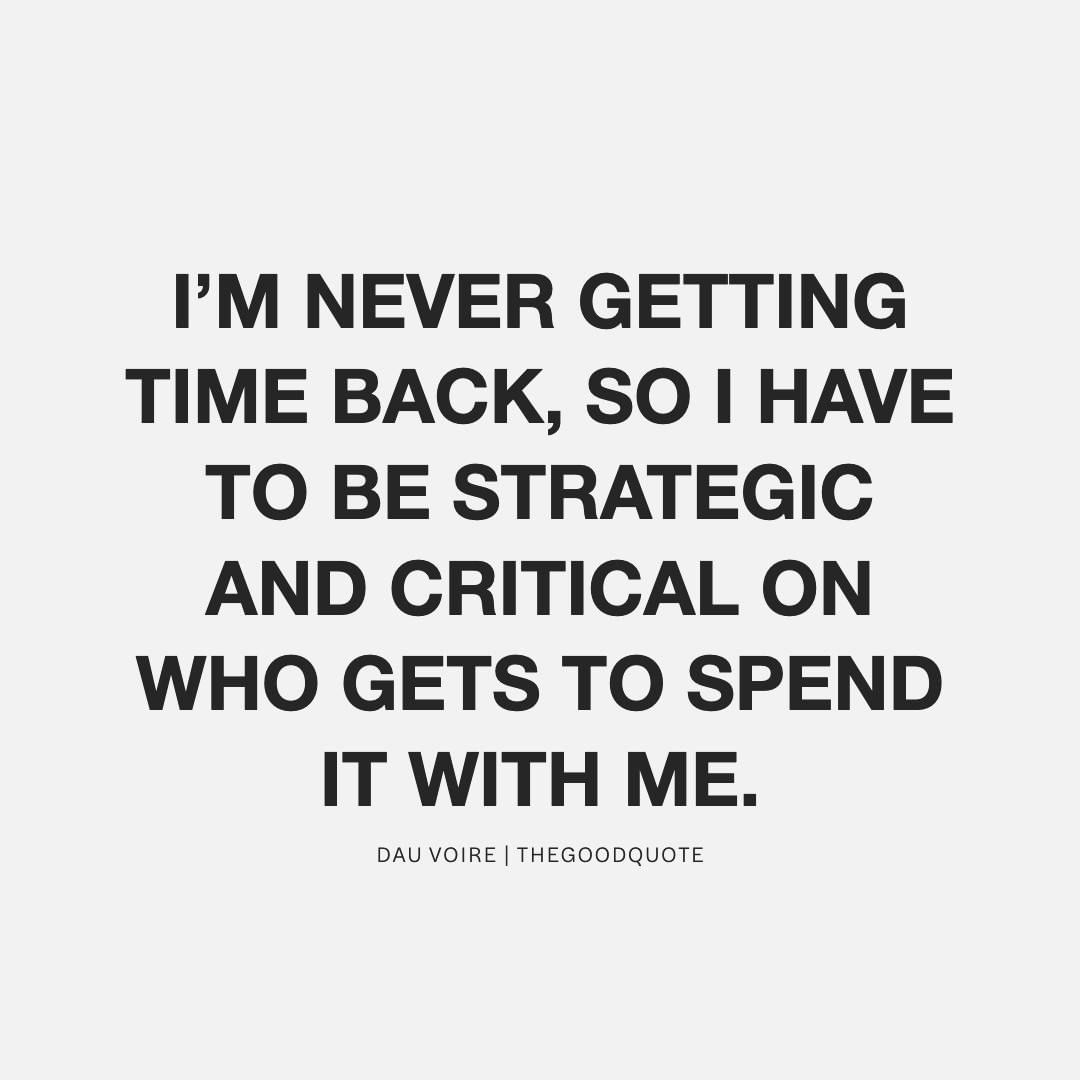 I’M NEVER GETTING
TIME BACK, SO I HAVE
TO BE STRATEGIC
AND CRITICAL ON
WHO GETS TO SPEND
IT WITH ME.
DAU VOIRE | THEGOODQUOTE